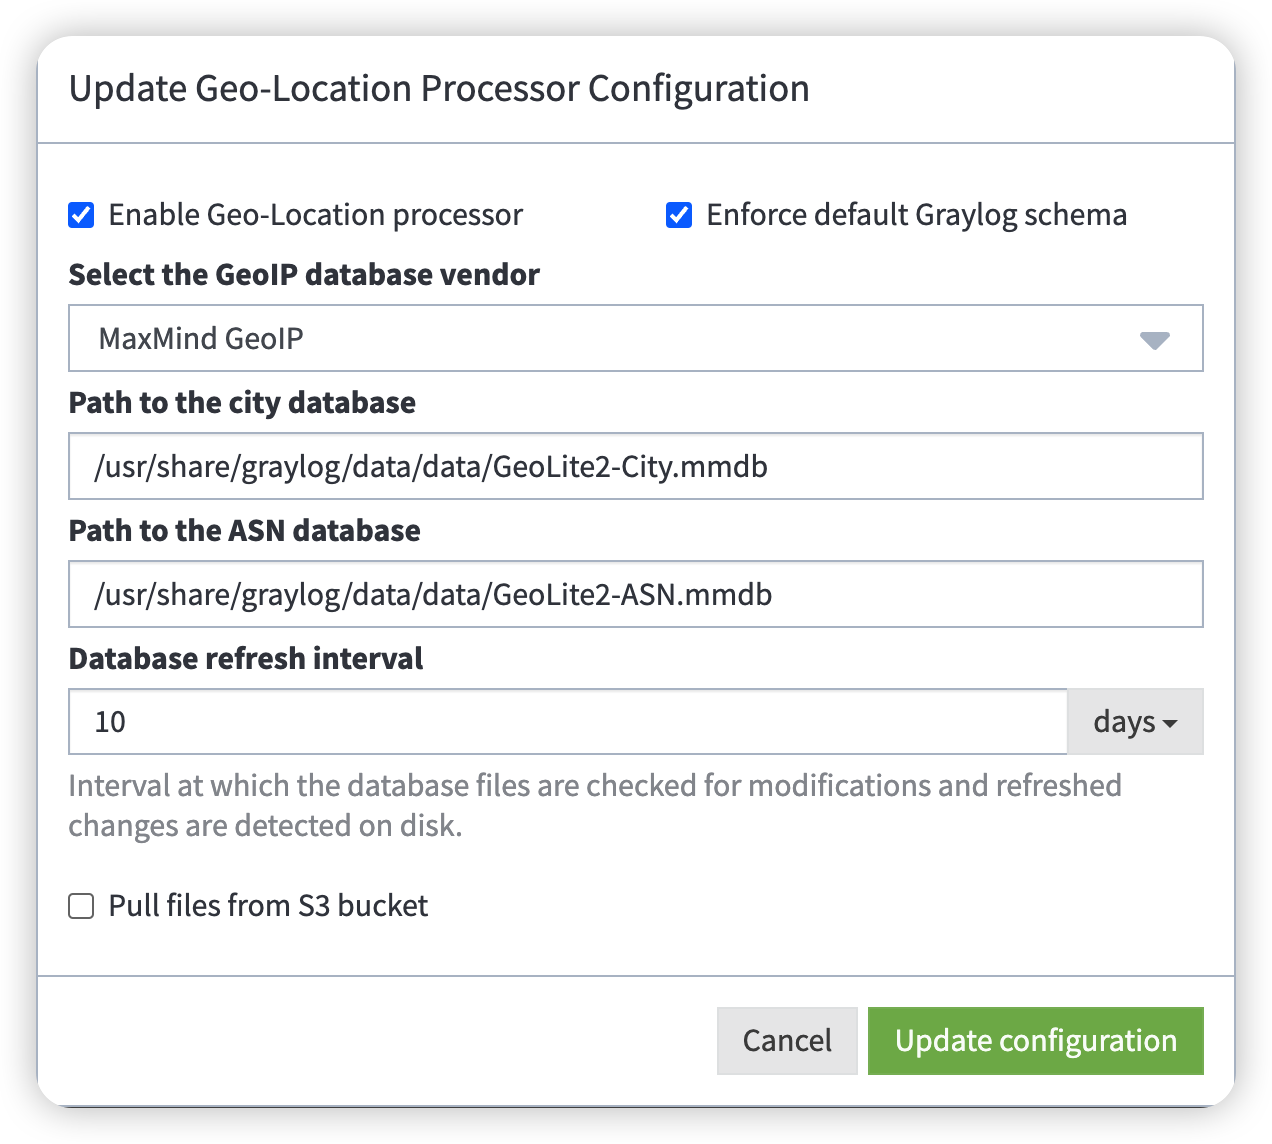 Update Geo-Location Processor Configuration
Enable Geo-Location processor
Enforce default Graylog schema
Select the GeoIP database vendor
MaxMind GeoIP
Path to the city database
/usr/share/graylog/data/data/GeoLite2-City.mmdb
Path to the ASN database
/usr/share/graylog/data/data/GeoLite2-ASN.mmdb
Database refresh interval
10
days
Interval at which the database files are checked for modifications and refreshed
changes are detected on disk.
Pull files from S3 bucket
Cancel
Update configuration